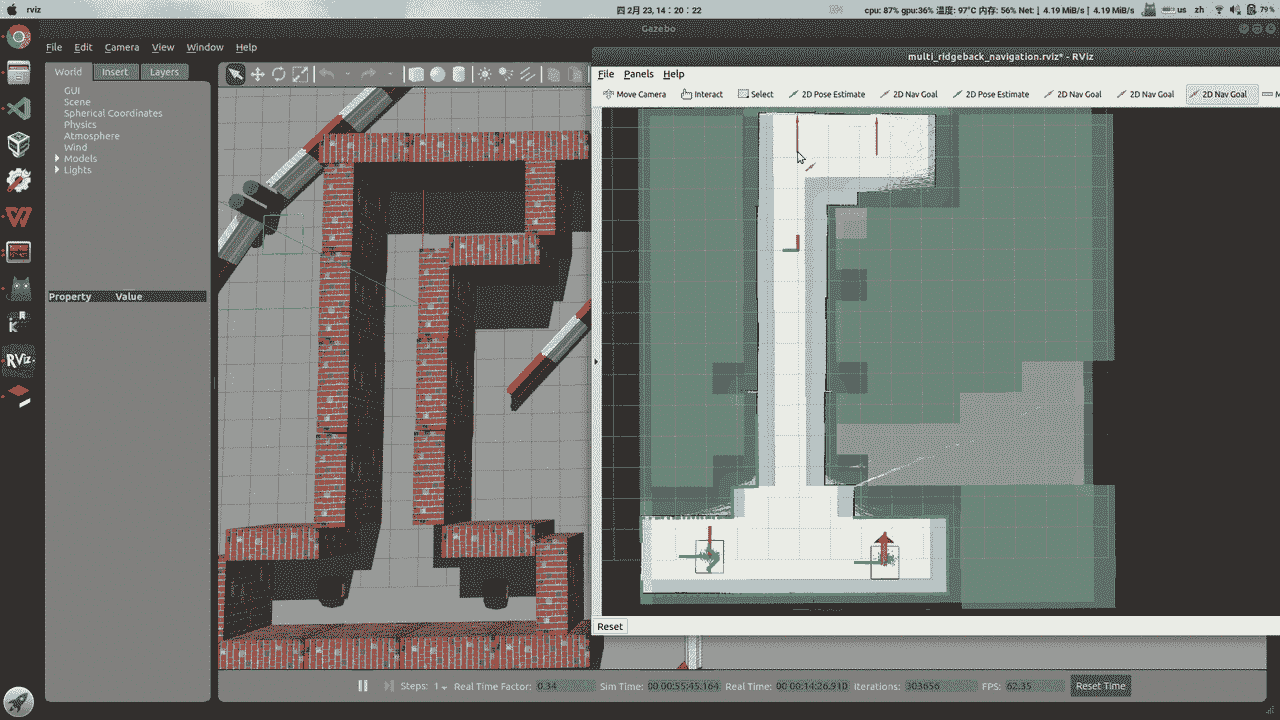 rviz
四 2月 23, 14：20：22
cpu: 87% gpu:36% 温度: 97°C 内存: 56% Net: ↓ 4.19 MiB/s ↑ 4.19 MiB/s
us zh 79%
Gazebo
File Edit Camera View Window Help
World Insert Layers
GUI
Scene
Spherical Coordinates
Physics
Atmosphere
Wind
Models
Lights
Property Value
multi_ridgeback_navigation.rviz* - RViz
File Panels Help
Move Camera Interact Select 2D Pose Estimate 2D Nav Goal 2D Pose Estimate 2D Nav Goal 2D Nav Goal 2D Nav Goal M
RViz
Reset
Steps: 1 Real Time Factor: 0.34 Sim Time: 00 00:55:45.164 Real Time: 00 00:14:26.910 Iterations: 303656 FPS: 62.35 Reset Time